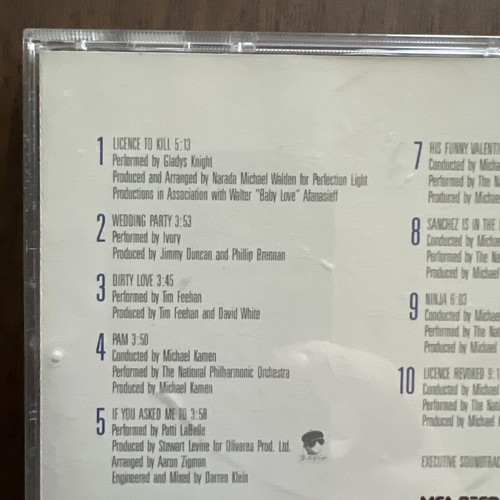 1 LICENCE TO KILL 5:13
Performed by Gladys Knight
Produced and Arranged by Narada Michael Walden for Perfection Light
Productions in Association with Walter "Baby Love" Afanasieff
2 WEDDING PARTY 3:53
Performed by Ivory
Produced by Jimmy Duncan and Phillip Brennan
3 DIRTY LOVE 3:45
Performed by Tim Feehan
Produced by Tim Feehan and David White
4 PAM 3:50
Conducted by Michael Kamen
Performed by The National Philharmonic Orchestra
Produced by Michael Kamen
5 IF YOU ASKED ME TO 3:58
Performed by Patti LaBelle
Produced by Stewart Levine for Oliverea Prod. Ltd.
Arranged by Aaron Zigman
Engineered and Mixed by Darren Klein
7 HIS FUNNY
Conducted by
Performed by The
Produced by
8 SANCHEZ IS IN THE
Conducted by
Performed by The
Produced by
9 NINJA 6:03
Conducted by
Performed by The
Produced by Michael
10 LICENCE REVOKED
Conducted by
Performed by The
Produced by Michael
EXECUTIVE